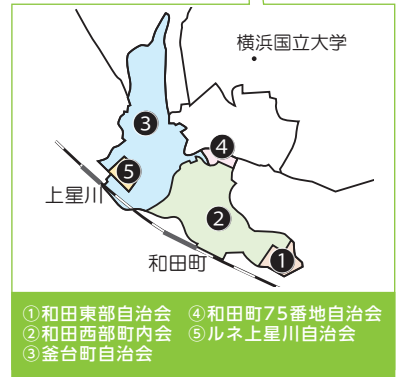 横浜国立大学
③
④
⑤
上星川
②
和田町
①
①和田東部自治会 ④和田町75番地自治会
②和田西部町内会 ⑤ルネ上星川自治会
③釜台町自治会